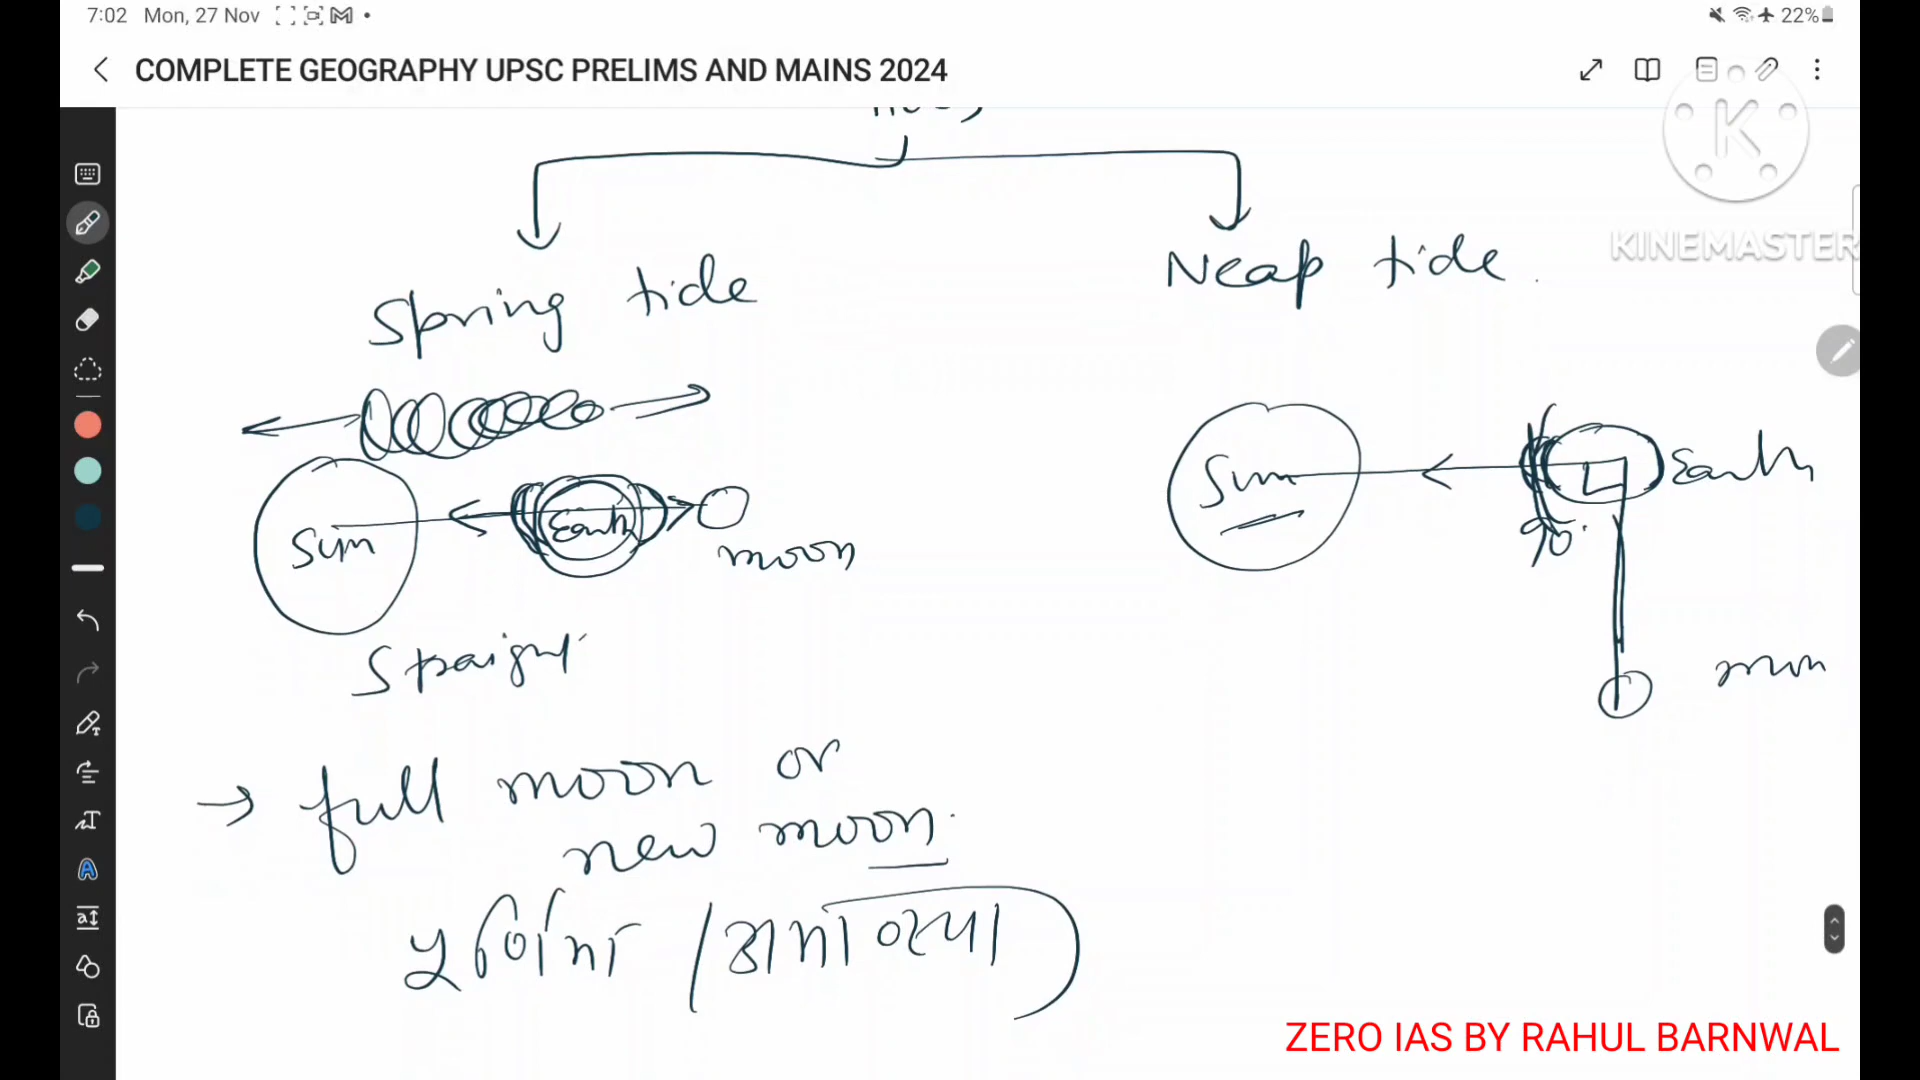 7:02 Mon, 27 Nov
22%
COMPLETE GEOGRAPHY UPSC PRELIMS AND MAINS 2024
K
KINEMASTER
Spring tide
Neap tide
Sun
Earth
moon
Sun
Earth
90°
moon
Straight
→ full moon or
new moon
पूर्णिमा / अमावस्या
ZERO IAS BY RAHUL BARNWAL